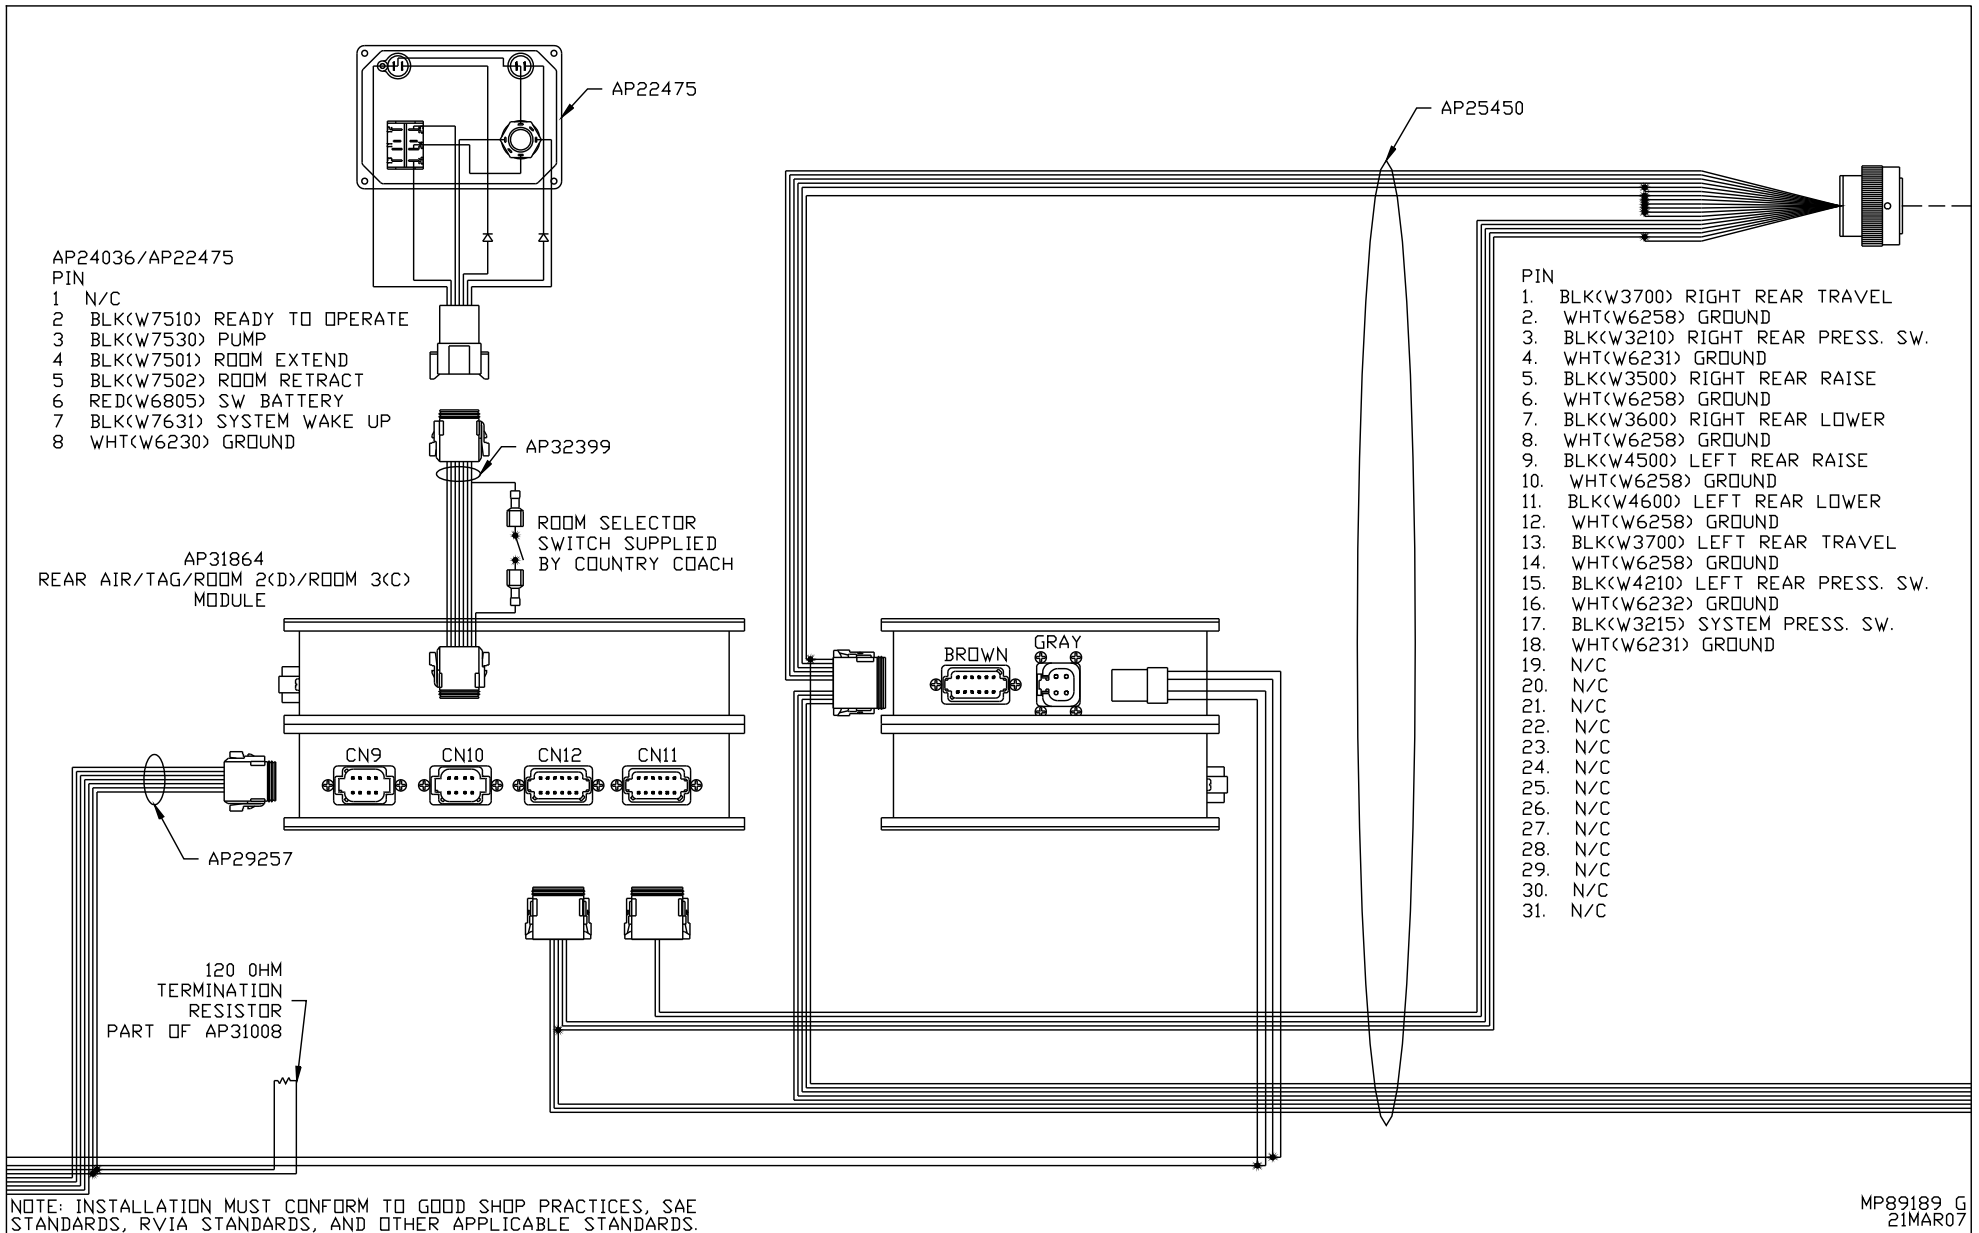 AP22475
AP25450
AP24036/AP22475
PIN
1 N/C
2 BLK(W7510) READY TO OPERATE
3 BLK(W7530) PUMP
4 BLK(W7501) ROOM EXTEND
5 BLK(W7502) ROOM RETRACT
6 RED(W6805) SW BATTERY
7 BLK(W7631) SYSTEM WAKE UP
8 WHT(W6230) GROUND
PIN
1. BLK(W3700) RIGHT REAR TRAVEL
2. WHT(W6258) GROUND
3. BLK(W3210) RIGHT REAR PRESS. SW.
4. WHT(W6231) GROUND
5. BLK(W3500) RIGHT REAR RAISE
6. WHT(W6258) GROUND
7. BLK(W3600) RIGHT REAR LOWER
8. WHT(W6258) GROUND
9. BLK(W4500) LEFT REAR RAISE
10. WHT(W6258) GROUND
11. BLK(W4600) LEFT REAR LOWER
12. WHT(W6258) GROUND
13. BLK(W3700) LEFT REAR TRAVEL
14. WHT(W6258) GROUND
15. BLK(W4210) LEFT REAR PRESS. SW.
16. WHT(W6232) GROUND
17. BLK(W3215) SYSTEM PRESS. SW.
18. WHT(W6231) GROUND
19. N/C
20. N/C
21. N/C
22. N/C
23. N/C
24. N/C
25. N/C
26. N/C
27. N/C
28. N/C
29. N/C
30. N/C
31. N/C
AP32399
ROOM SELECTOR
SWITCH SUPPLIED
BY COUNTRY COACH
AP31864
REAR AIR/TAG/ROOM 2(D)/ROOM 3(C)
MODULE
BROWN
GRAY
CN9
CN10
CN12
CN11
AP29257
120 OHM
TERMINATION
RESISTOR
PART OF AP31008
NOTE: INSTALLATION MUST CONFORM TO GOOD SHOP PRACTICES, SAE
STANDARDS, RVIA STANDARDS, AND OTHER APPLICABLE STANDARDS.
MP89189 G
21MAR07